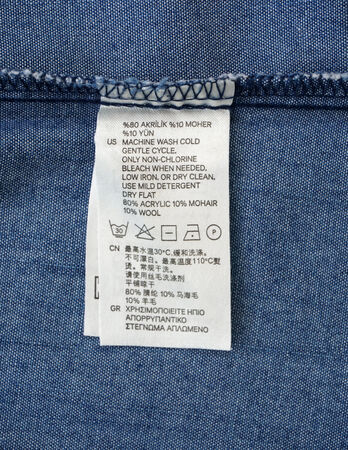 %80 AKRİLİK %10 MOHER
%10 YÜN
US MACHINE WASH COLD
GENTLE CYCLE,
ONLY NON-CHLORINE
BLEACH WHEN NEEDED,
LOW IRON, OR DRY CLEAN,
USE MILD DETERGENT
DRY FLAT
80% ACRYLIC 10% MOHAIR
10% WOOL
30 P
CN 最高水温30℃,缓和洗涤.
不可漂白。最高温度110℃熨
烫。常规干洗。
请使用丝毛洗涤剂
平铺晾干
80% 腈纶 10% 马海毛
10% 羊毛
GR ΧΡΗΣΙΜΟΠΟΙΕΙΤΕ ΗΠΙΟ
ΑΠΟΡΡΥΠΑΝΤΙΚΟ
ΣΤΕΓΝΩΜΑ ΑΠΛΩΜΕΝΟ